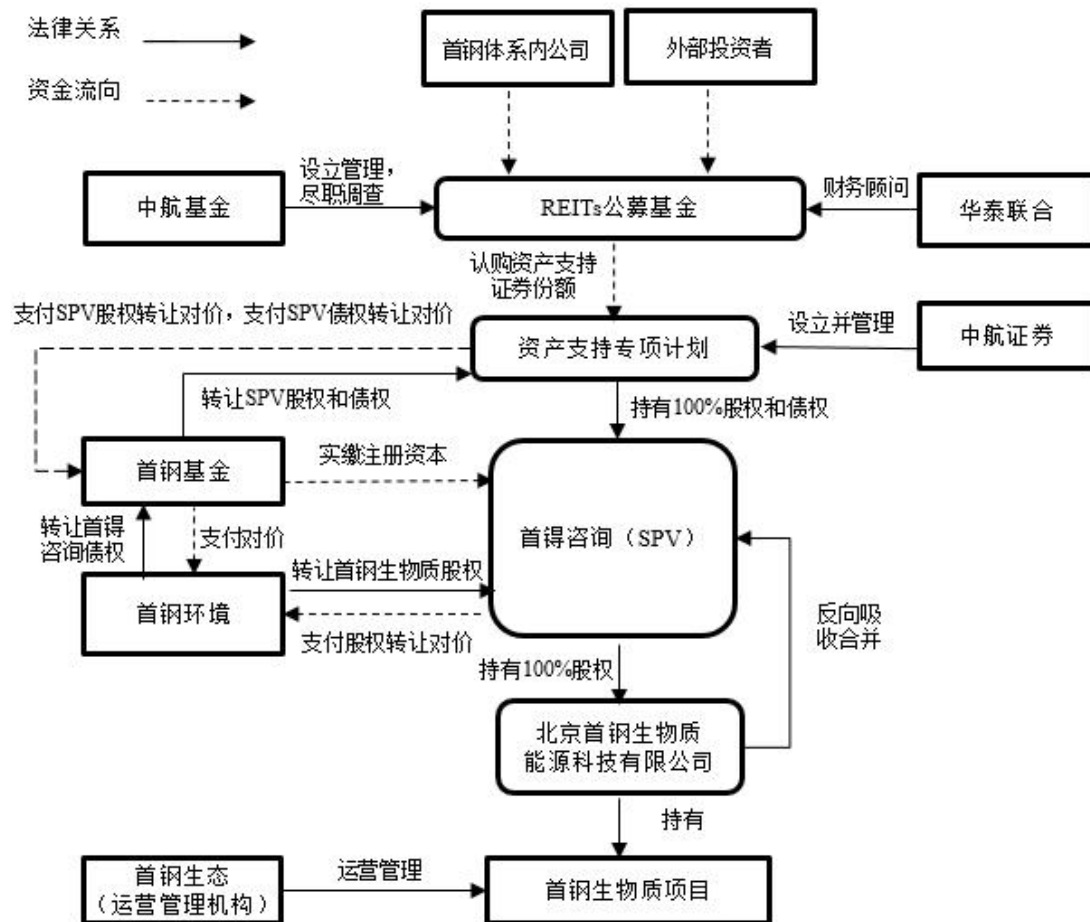 法律关系
资金流向
首钢体系内公司
外部投资者
设立管理，
尽职调查
中航基金
REITs公募基金
财务顾问
华泰联合
认购资产支持
证券份额
支付SPV股权转让对价，支付SPV债权转让对价
资产支持专项计划
设立并管理
中航证券
转让SPV股权和债权
持有100%股权和债权
首钢基金
实缴注册资本
转让首得
咨询债权
支付对价
首得咨询（SPV）
转让首钢生物质股权
首钢环境
支付股权转让对价
反向吸
收合并
持有100%股权
北京首钢生物质
能源科技有限公司
持有
首钢生态
（运营管理机构）
运营管理
首钢生物质项目